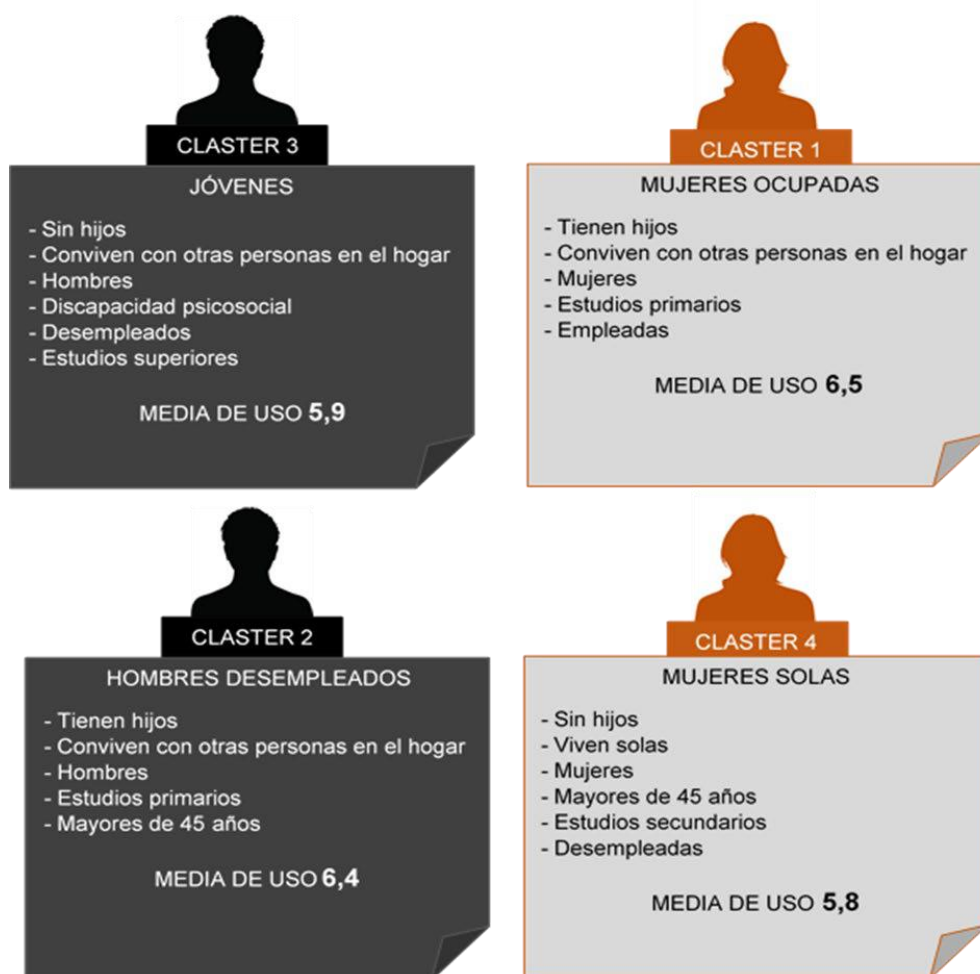 CLASTER 3
JÓVENES
- Sin hijos
- Conviven con otras personas en el hogar
- Hombres
- Discapacidad psicosocial
- Desempleados
- Estudios superiores
MEDIA DE USO 5,9
CLASTER 1
MUJERES OCUPADAS
- Tienen hijos
- Conviven con otras personas en el hogar
- Mujeres
- Estudios primarios
- Empleadas
MEDIA DE USO 6,5
CLASTER 2
HOMBRES DESEMPLEADOS
- Tienen hijos
- Conviven con otras personas en el hogar
- Hombres
- Estudios primarios
- Mayores de 45 años
MEDIA DE USO 6,4
CLASTER 4
MUJERES SOLAS
- Sin hijos
- Viven solas
- Mujeres
- Mayores de 45 años
- Estudios secundarios
- Desempleadas
MEDIA DE USO 5,8